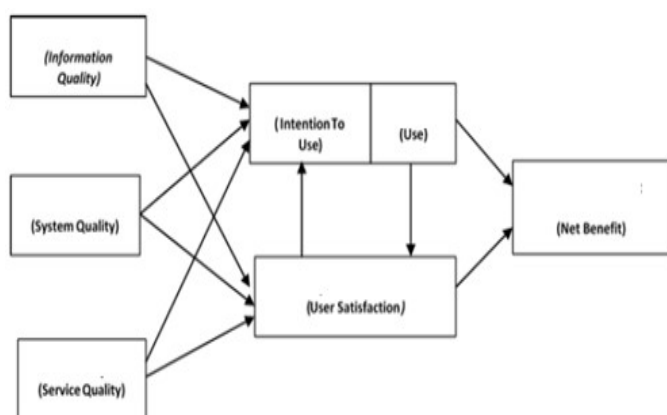 (Information
Quality)
(Intention To
Use)
(Use)
(System Quality)
(Net Benefit)
(User Satisfaction)
(Service Quality)